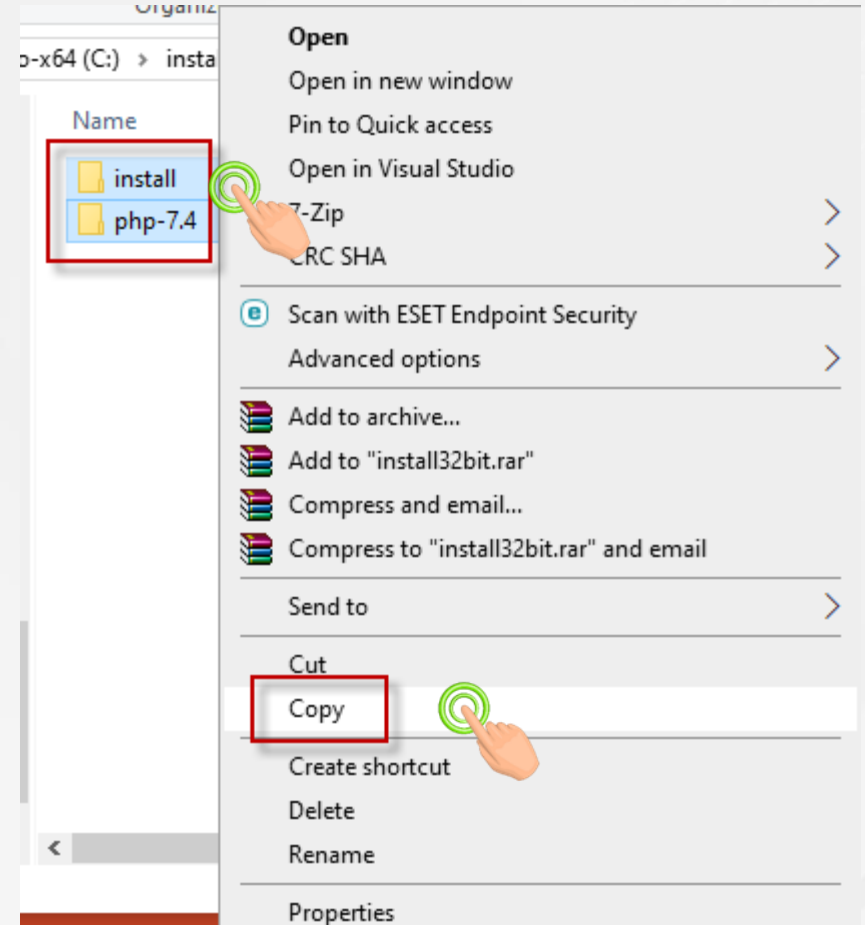 Organiz
o-x64 (C:) > insta
Name
install
php-7.4
Open
Open in new window
Pin to Quick access
Open in Visual Studio
7-Zip
CRC SHA
Scan with ESET Endpoint Security
Advanced options
Add to archive...
Add to "install32bit.rar"
Compress and email...
Compress to "install32bit.rar" and email
Send to
Cut
Copy
Create shortcut
Delete
Rename
Properties